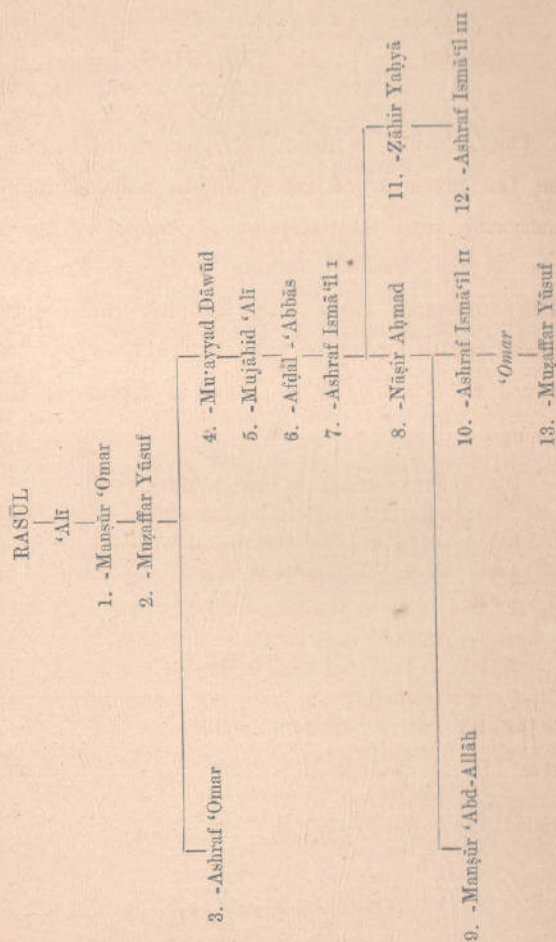 RASŪL
‘Alī
1. -Manṣūr ‘Omar
2. -Muẓaffar Yūsuf
3. -Ashraf ‘Omar
4. -Mu’ayyad Dāwūd
5. -Mujāhid ‘Alī
6. -Afḍal -‘Abbās
7. -Ashraf Ismā‘īl I
8. -Nāṣir Aḥmad
11. -Ẓāhir Yaḥyā
9. -Manṣūr ‘Abd-Allāh
10. -Ashraf Ismā‘īl II
12. -Ashraf Ismā‘īl III
‘Omar
13. -Muẓaffar Yūsuf